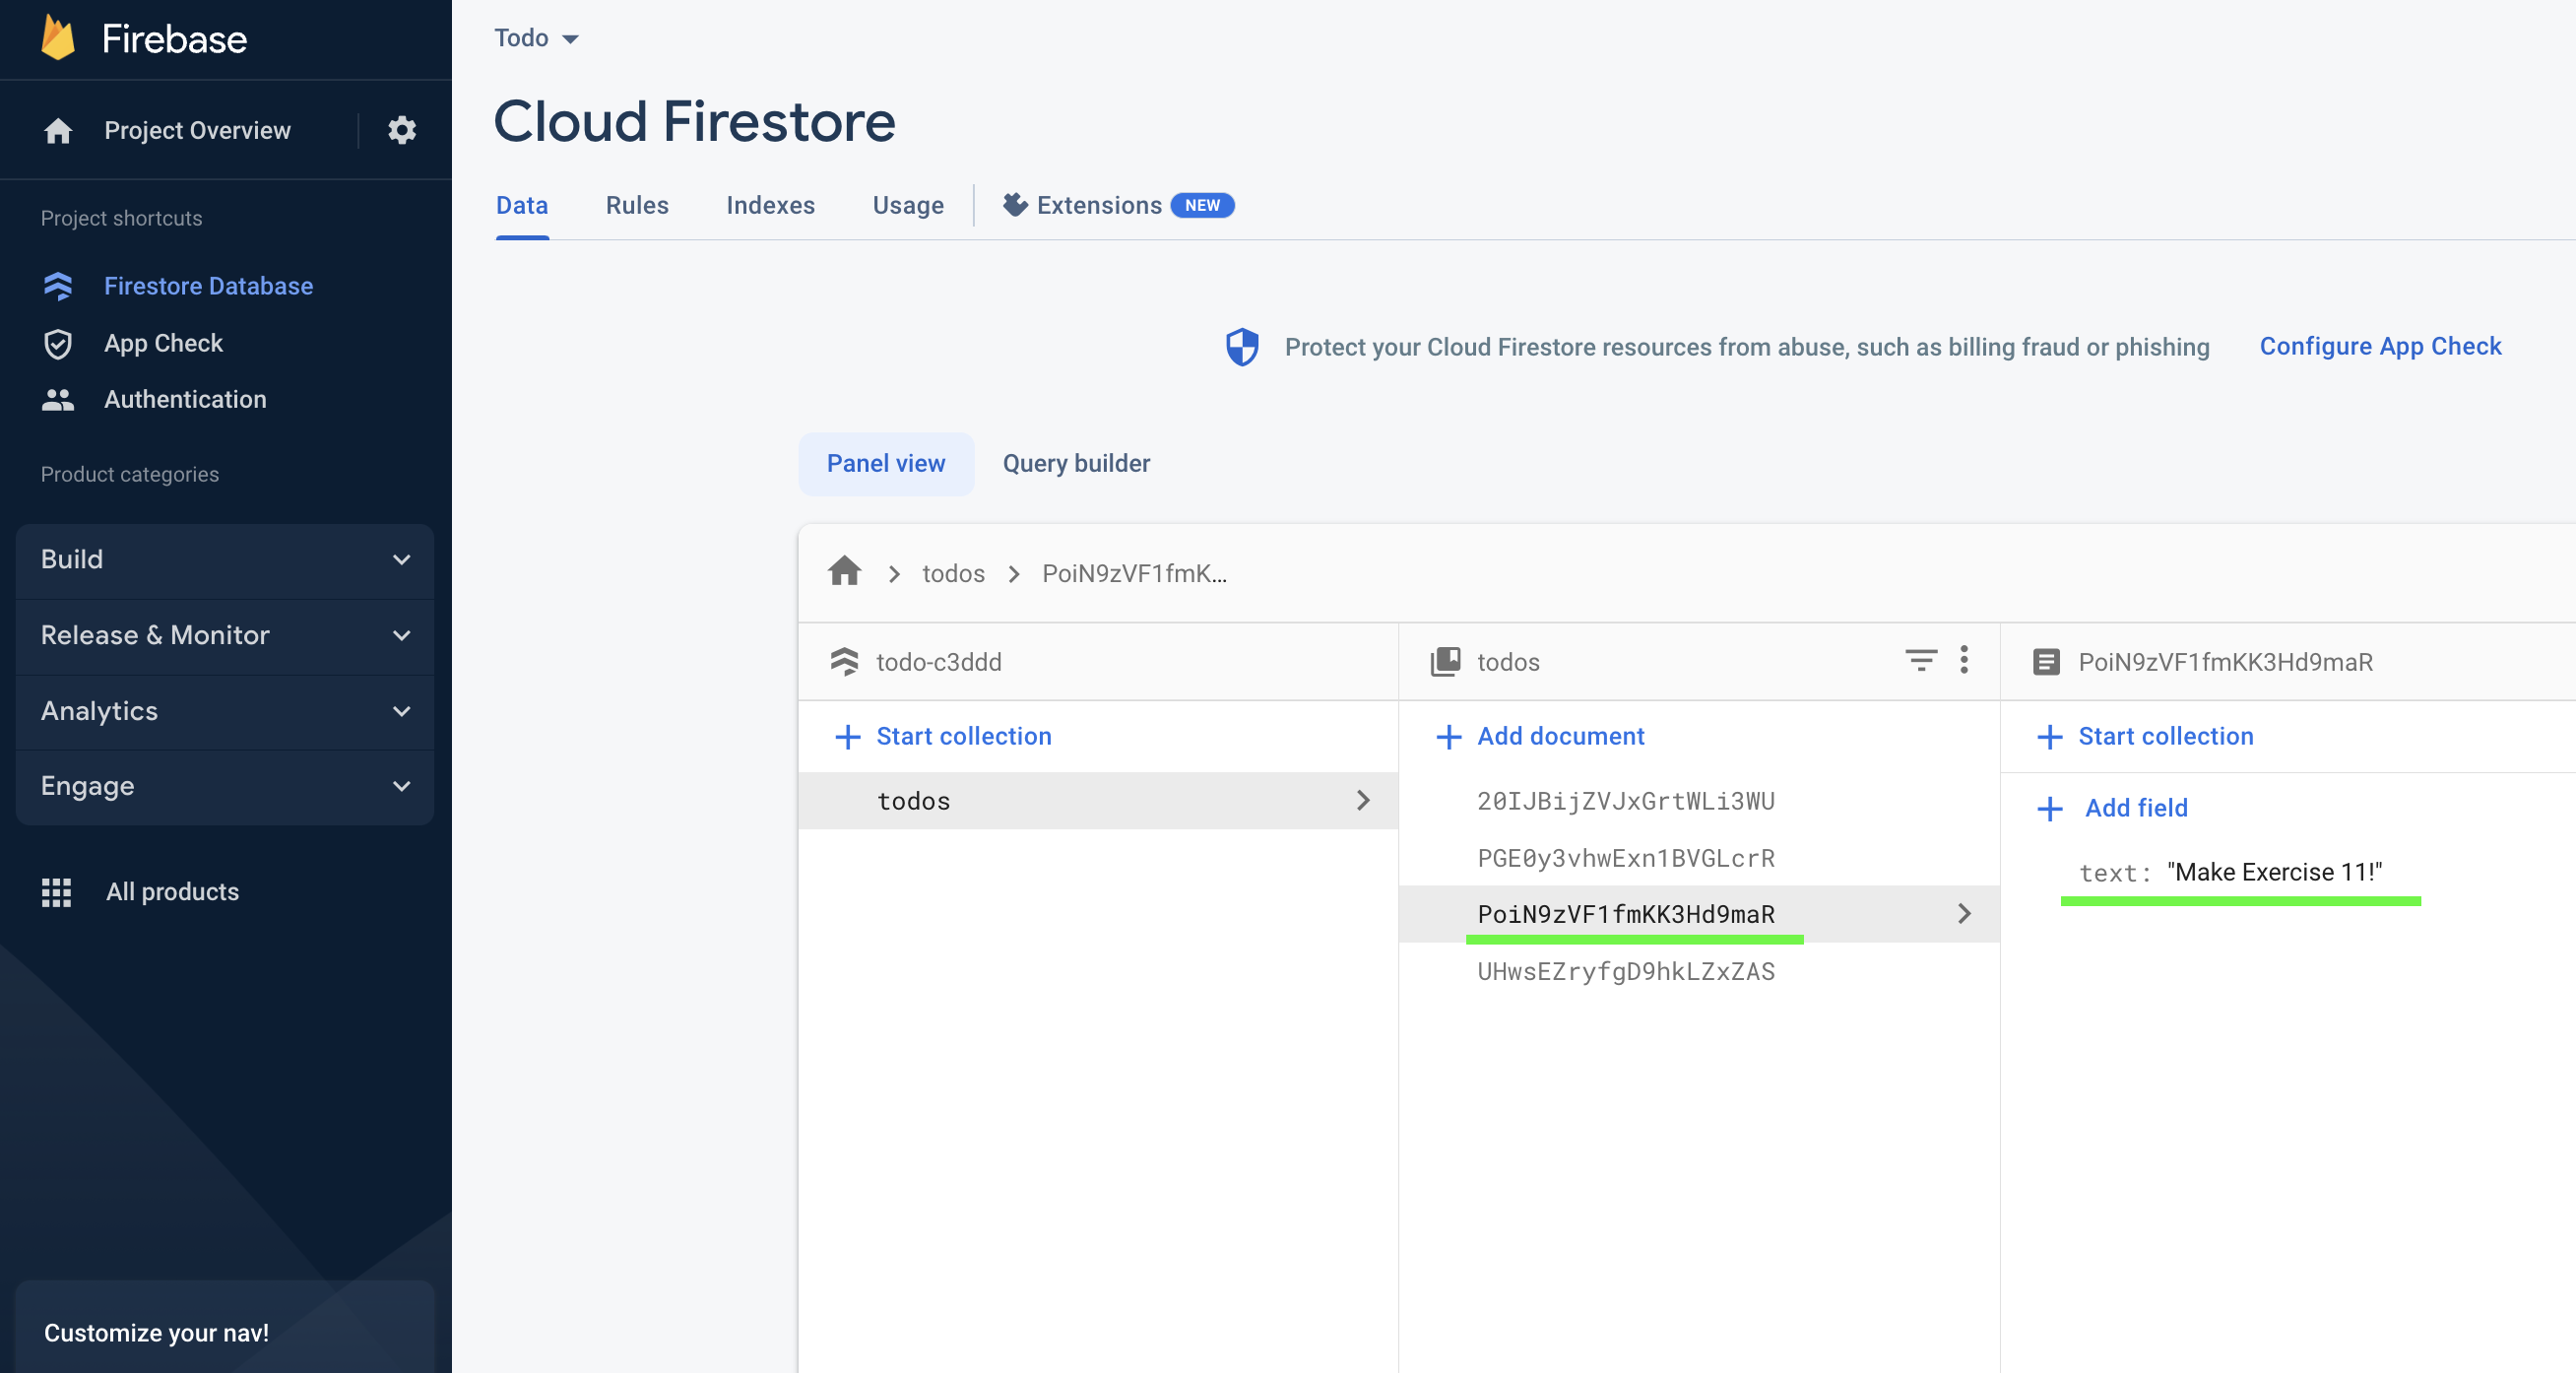 Firebase
Project Overview
Project shortcuts
Firestore Database
App Check
Authentication
Product categories
Build
Release & Monitor
Analytics
Engage
All products
Customize your nav!
Todo
Cloud Firestore
Data Rules Indexes Usage Extensions NEW
Protect your Cloud Firestore resources from abuse, such as billing fraud or phishing Configure App Check
Panel view Query builder
todos PoiN9zVF1fmK...
todo-c3ddd
Start collection
todos
todos
Add document
20IJBijZVJxGrtWLi3WU
PGE0y3vhwExn1BVGLcrR
PoiN9zVF1fmKK3Hd9maR
UHwsEZryfgD9hkLZxZAS
PoiN9zVF1fmKK3Hd9maR
Start collection
Add field
text: "Make Exercise 11!"